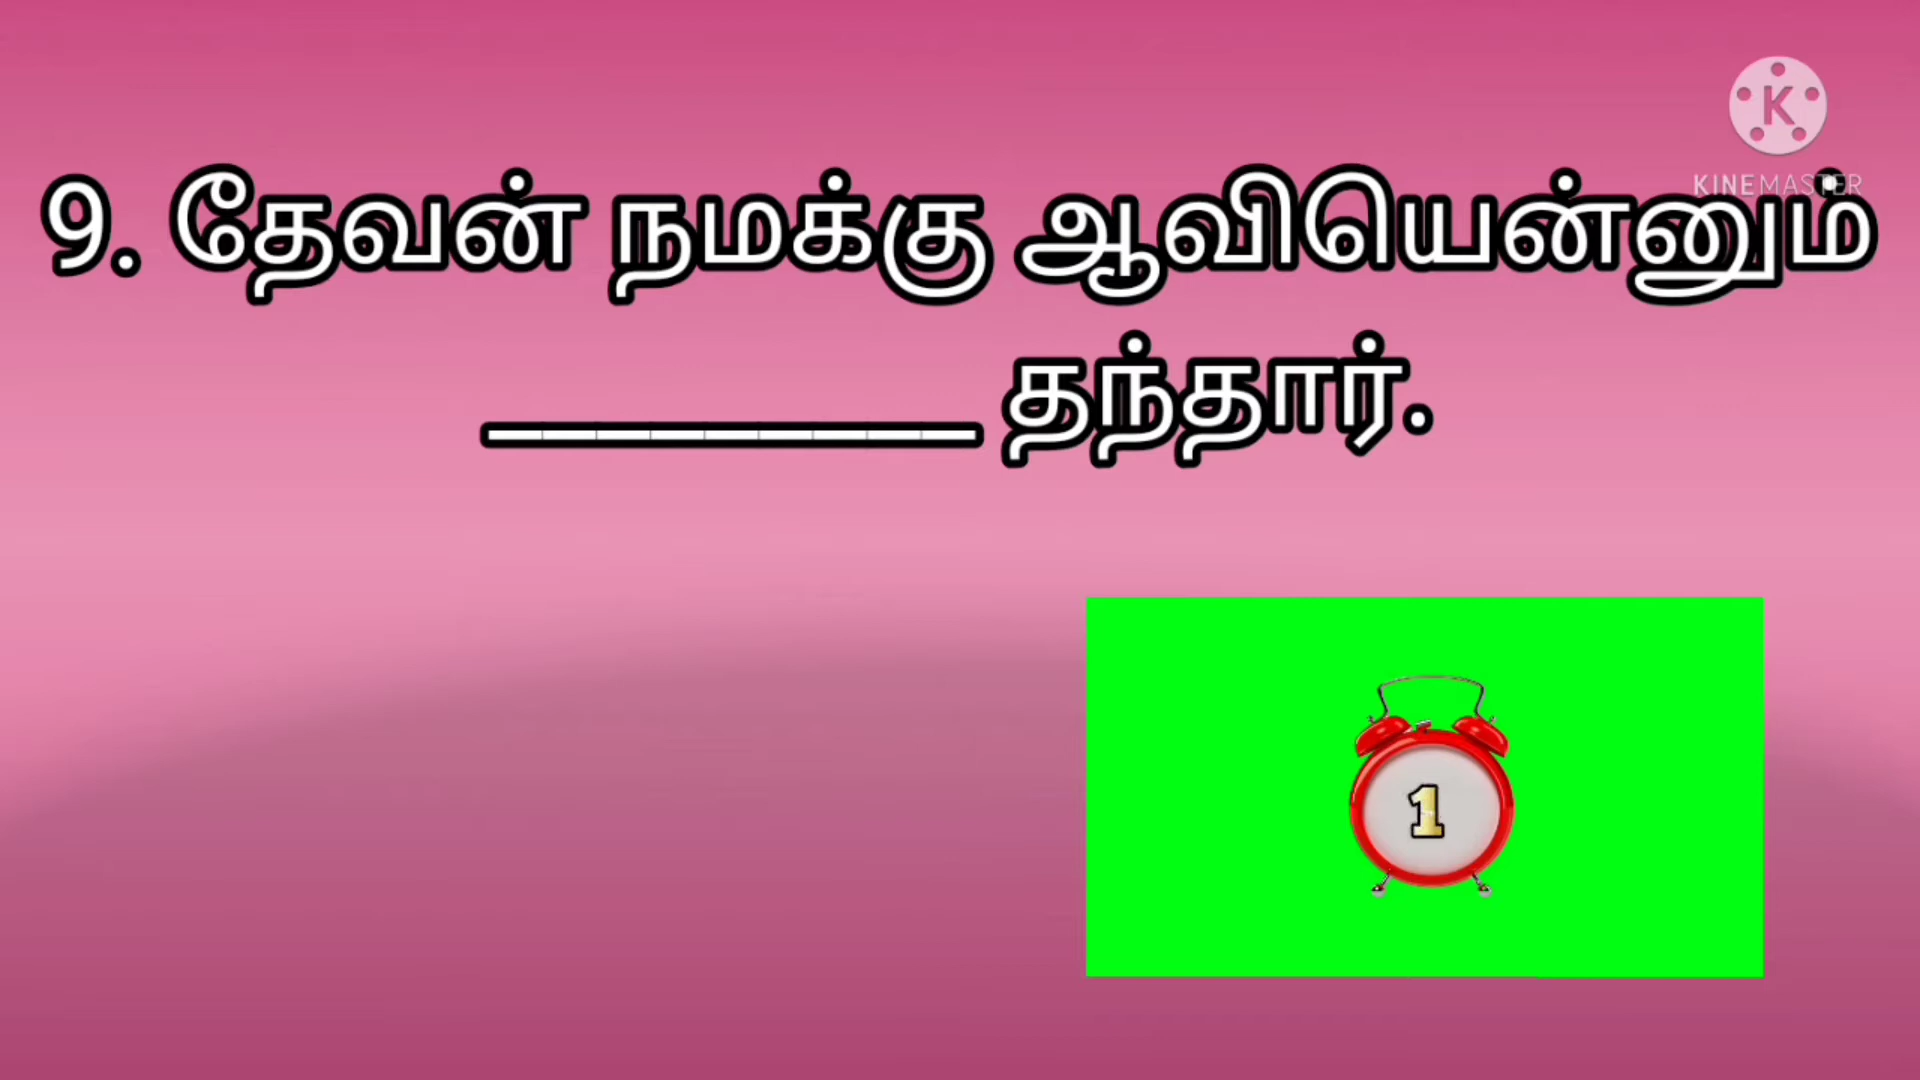 K
KINEMASTER
9. தேவன் நமக்கு ஆவியென்னும்
_________ தந்தார்.
1